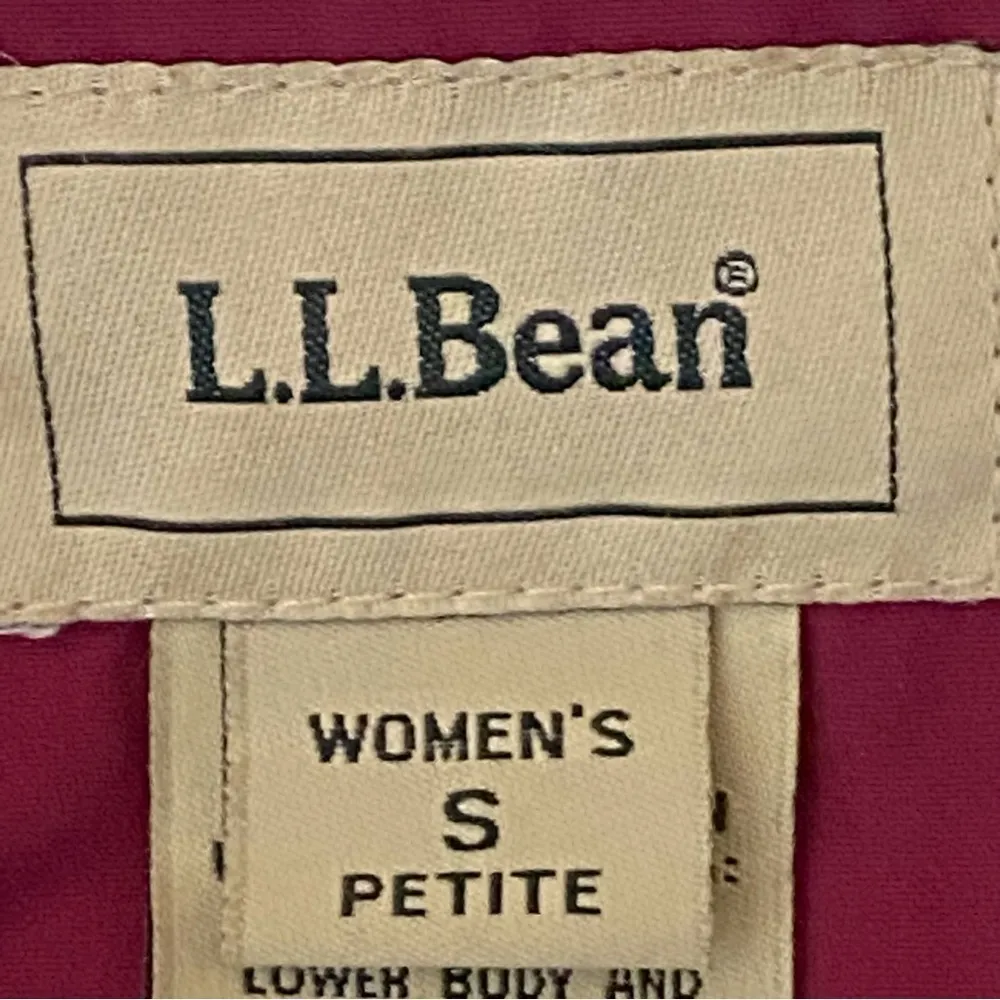 L.L.Bean®
WOMEN'S
S
PETITE
LOWER BODY AND